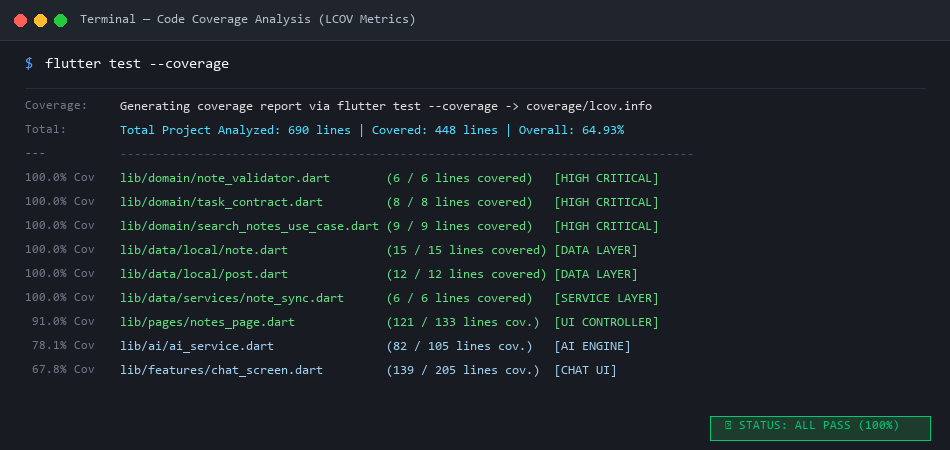 Terminal — Code Coverage Analysis (LCOV Metrics)
$ flutter test --coverage
Coverage: Generating coverage report via flutter test --coverage -> coverage/lcov.info
Total: Total Project Analyzed: 690 lines | Covered: 448 lines | Overall: 64.93%
--- ----------------------------------------------------------------------------------
100.0% Cov lib/domain/note_validator.dart (6 / 6 lines covered) [HIGH CRITICAL]
100.0% Cov lib/domain/task_contract.dart (8 / 8 lines covered) [HIGH CRITICAL]
100.0% Cov lib/domain/search_notes_use_case.dart (9 / 9 lines covered) [HIGH CRITICAL]
100.0% Cov lib/data/local/note.dart (15 / 15 lines covered) [DATA LAYER]
100.0% Cov lib/data/local/post.dart (12 / 12 lines covered) [DATA LAYER]
100.0% Cov lib/data/services/note_sync.dart (6 / 6 lines covered) [SERVICE LAYER]
91.0% Cov lib/pages/notes_page.dart (121 / 133 lines cov.) [UI CONTROLLER]
78.1% Cov lib/ai/ai_service.dart (82 / 105 lines cov.) [AI ENGINE]
67.8% Cov lib/features/chat_screen.dart (139 / 205 lines cov.) [CHAT UI]
STATUS: ALL PASS (100%)